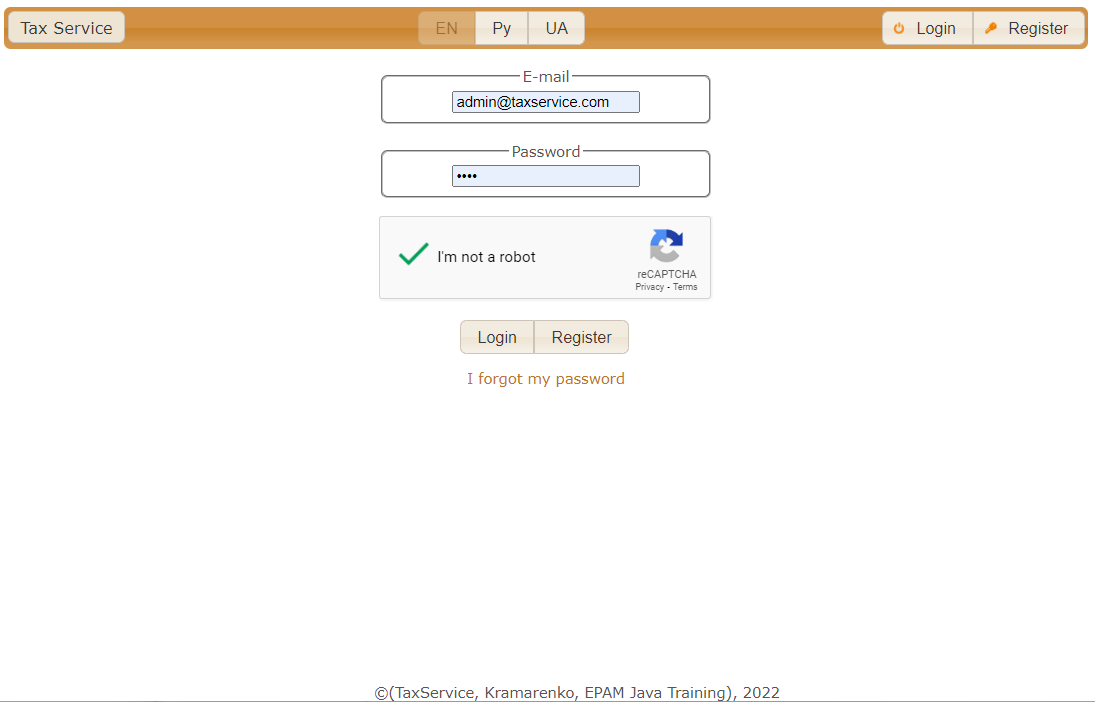 Tax Service EN Ру UA Login Register
E-mail
admin@taxservice.com
Password
••••
I'm not a robot
reCAPTCHA
Privacy - Terms
Login Register
I forgot my password
©(TaxService, Kramarenko, EPAM Java Training), 2022